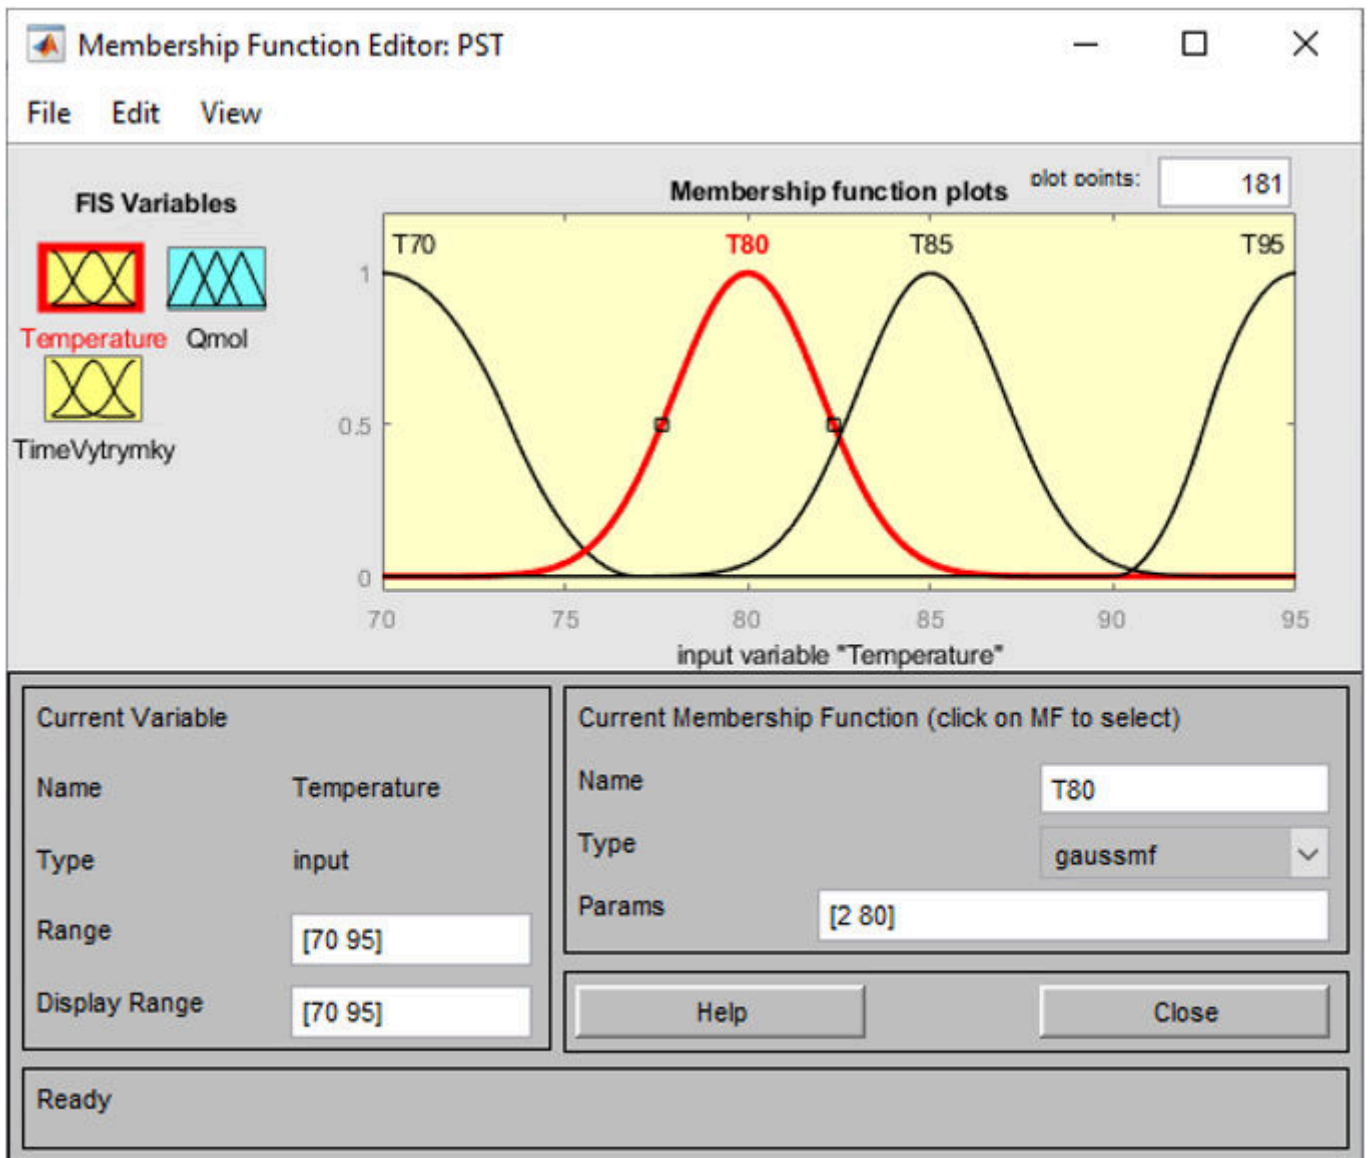 Membership Function Editor: PST
File Edit View
FIS Variables
Temperature Qmol
TimeVytrymky
Membership function plots plot points: 181
T70 T80 T85 T95
1
0.5
0
70 75 80 85 90 95
input variable "Temperature"
Current Variable
Name Temperature
Type input
Range [70 95]
Display Range [70 95]
Current Membership Function (click on MF to select)
Name T80
Type gaussmf
Params [2 80]
Help Close
Ready